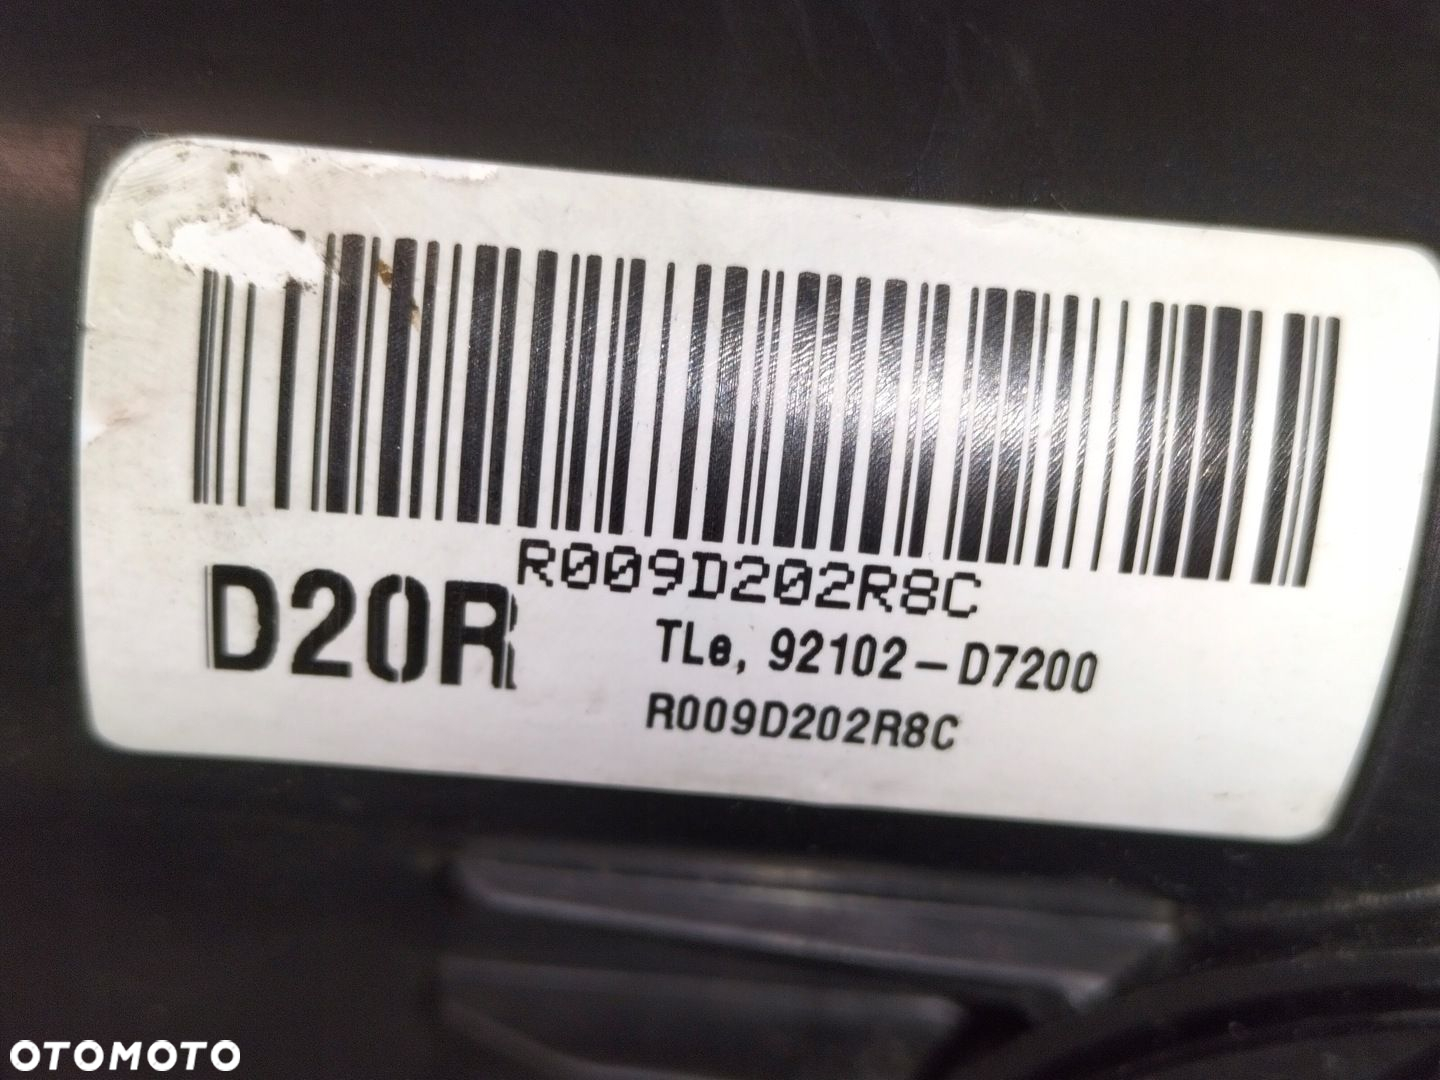 R009D202R8C
D20R
TLe, 92102-D7200
R009D202R8C
OTOMOTO